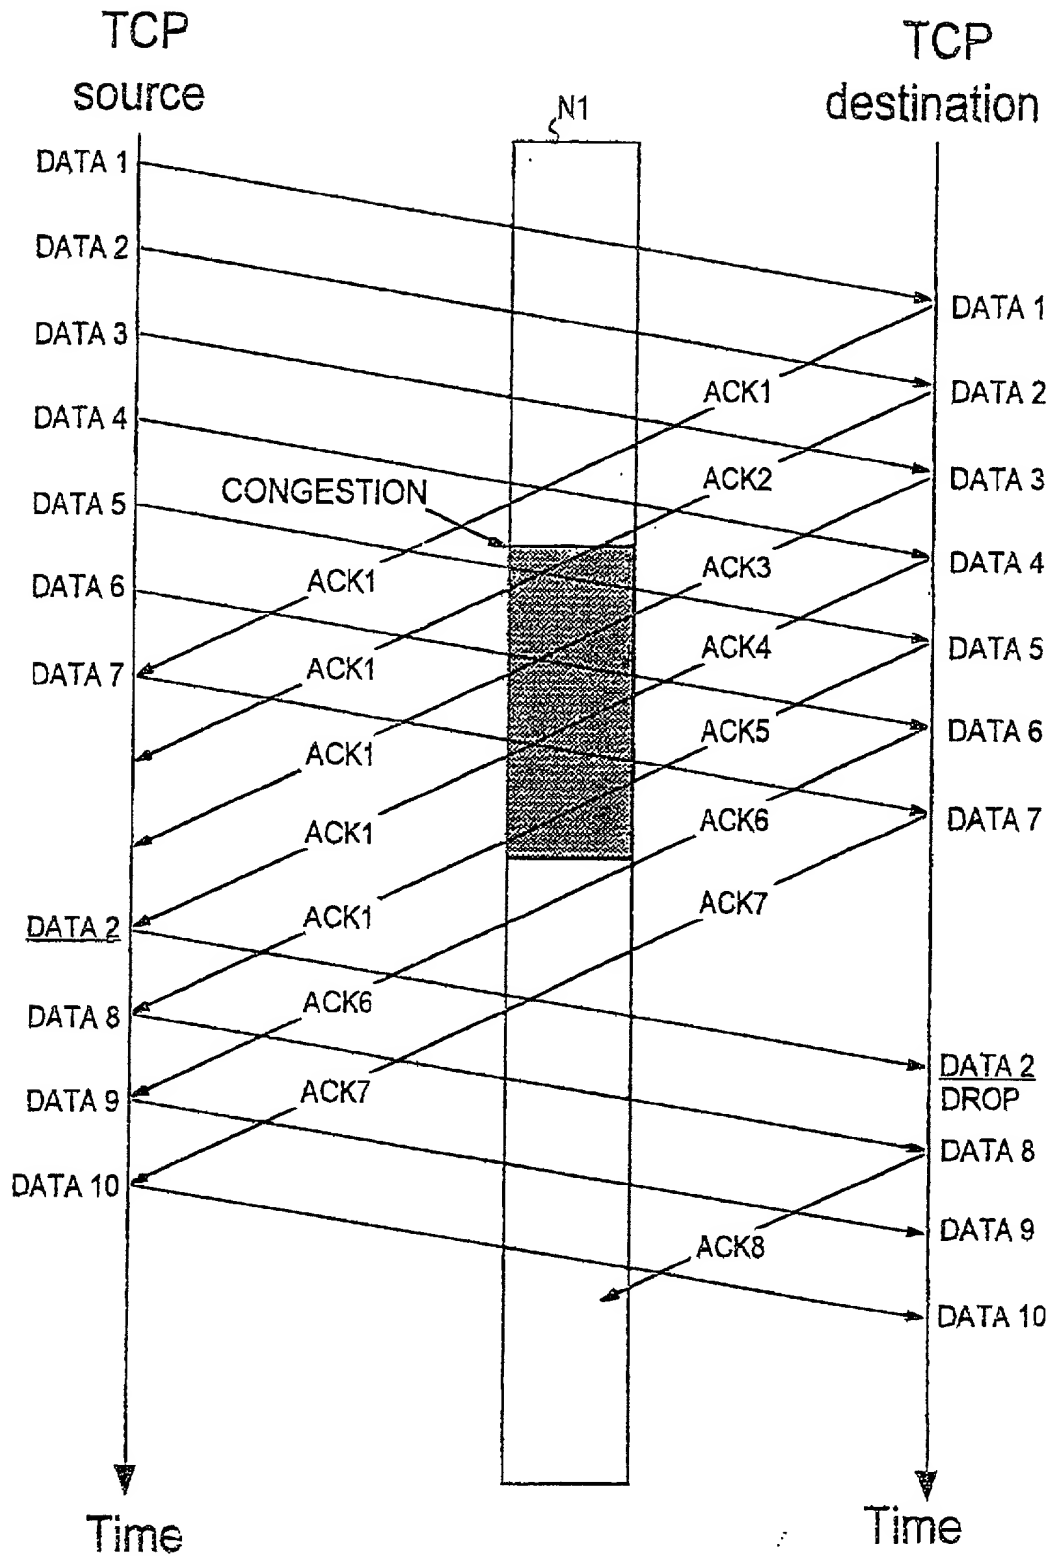 TCP
source
TCP
destination
N1
DATA 1
DATA 2
DATA 3
DATA 4
CONGESTION
DATA 5
DATA 6
DATA 7
DATA 2
DATA 8
DATA 9
DATA 10
ACK1
ACK2
ACK3
ACK4
ACK5
ACK6
ACK7
ACK8
ACK1
ACK1
ACK1
ACK1
ACK1
ACK6
ACK7
DATA 1
DATA 2
DATA 3
DATA 4
DATA 5
DATA 6
DATA 7
DATA 2
DROP
DATA 8
DATA 9
DATA 10
Time
Time